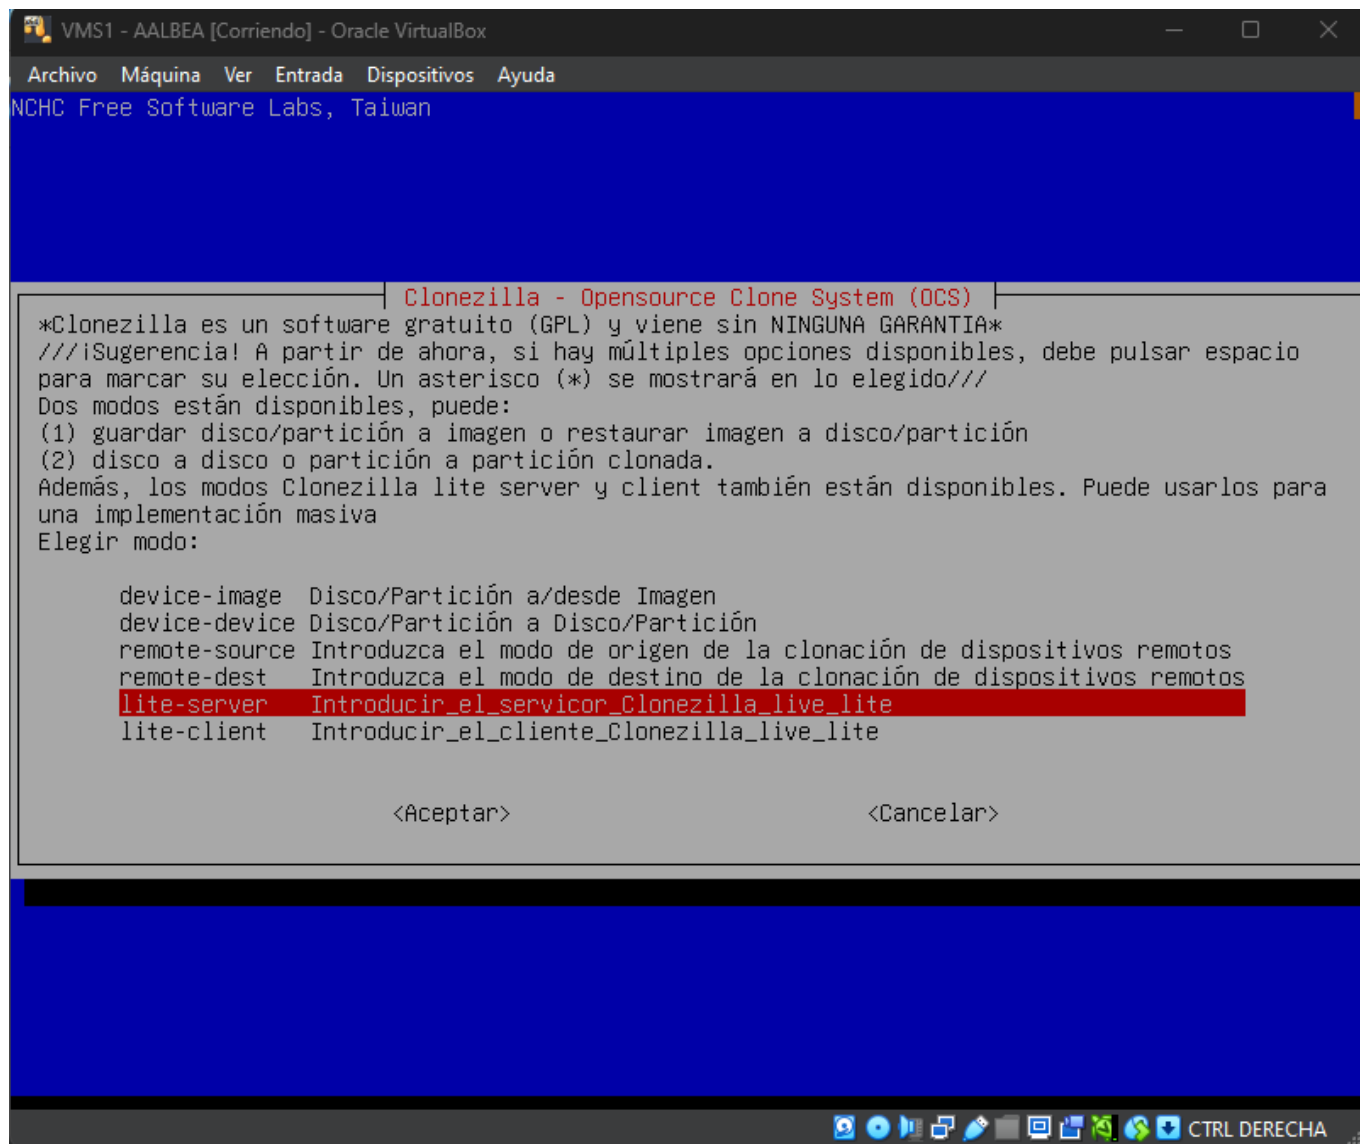 VMS1 - AALBEA [Corriendo] - Oracle VirtualBox
Archivo Máquina Ver Entrada Dispositivos Ayuda
NCHC Free Software Labs, Taiwan
Clonezilla - Opensource Clone System (OCS)
*Clonezilla es un software gratuito (GPL) y viene sin NINGUNA GARANTIA*
///¡Sugerencia! A partir de ahora, si hay múltiples opciones disponibles, debe pulsar espacio
para marcar su elección. Un asterisco (*) se mostrará en lo elegido///
Dos modos están disponibles, puede:
(1) guardar disco/partición a imagen o restaurar imagen a disco/partición
(2) disco a disco o partición a partición clonada.
Además, los modos Clonezilla lite server y client también están disponibles. Puede usarlos para
una implementación masiva
Elegir modo:
device-image Disco/Partición a/desde Imagen
device-device Disco/Partición a Disco/Partición
remote-source Introduzca el modo de origen de la clonación de dispositivos remotos
remote-dest Introduzca el modo de destino de la clonación de dispositivos remotos
lite-server Introducir_el_servicor_Clonezilla_live_lite
lite-client Introducir_el_cliente_Clonezilla_live_lite
<Aceptar> <Cancelar>
CTRL DERECHA